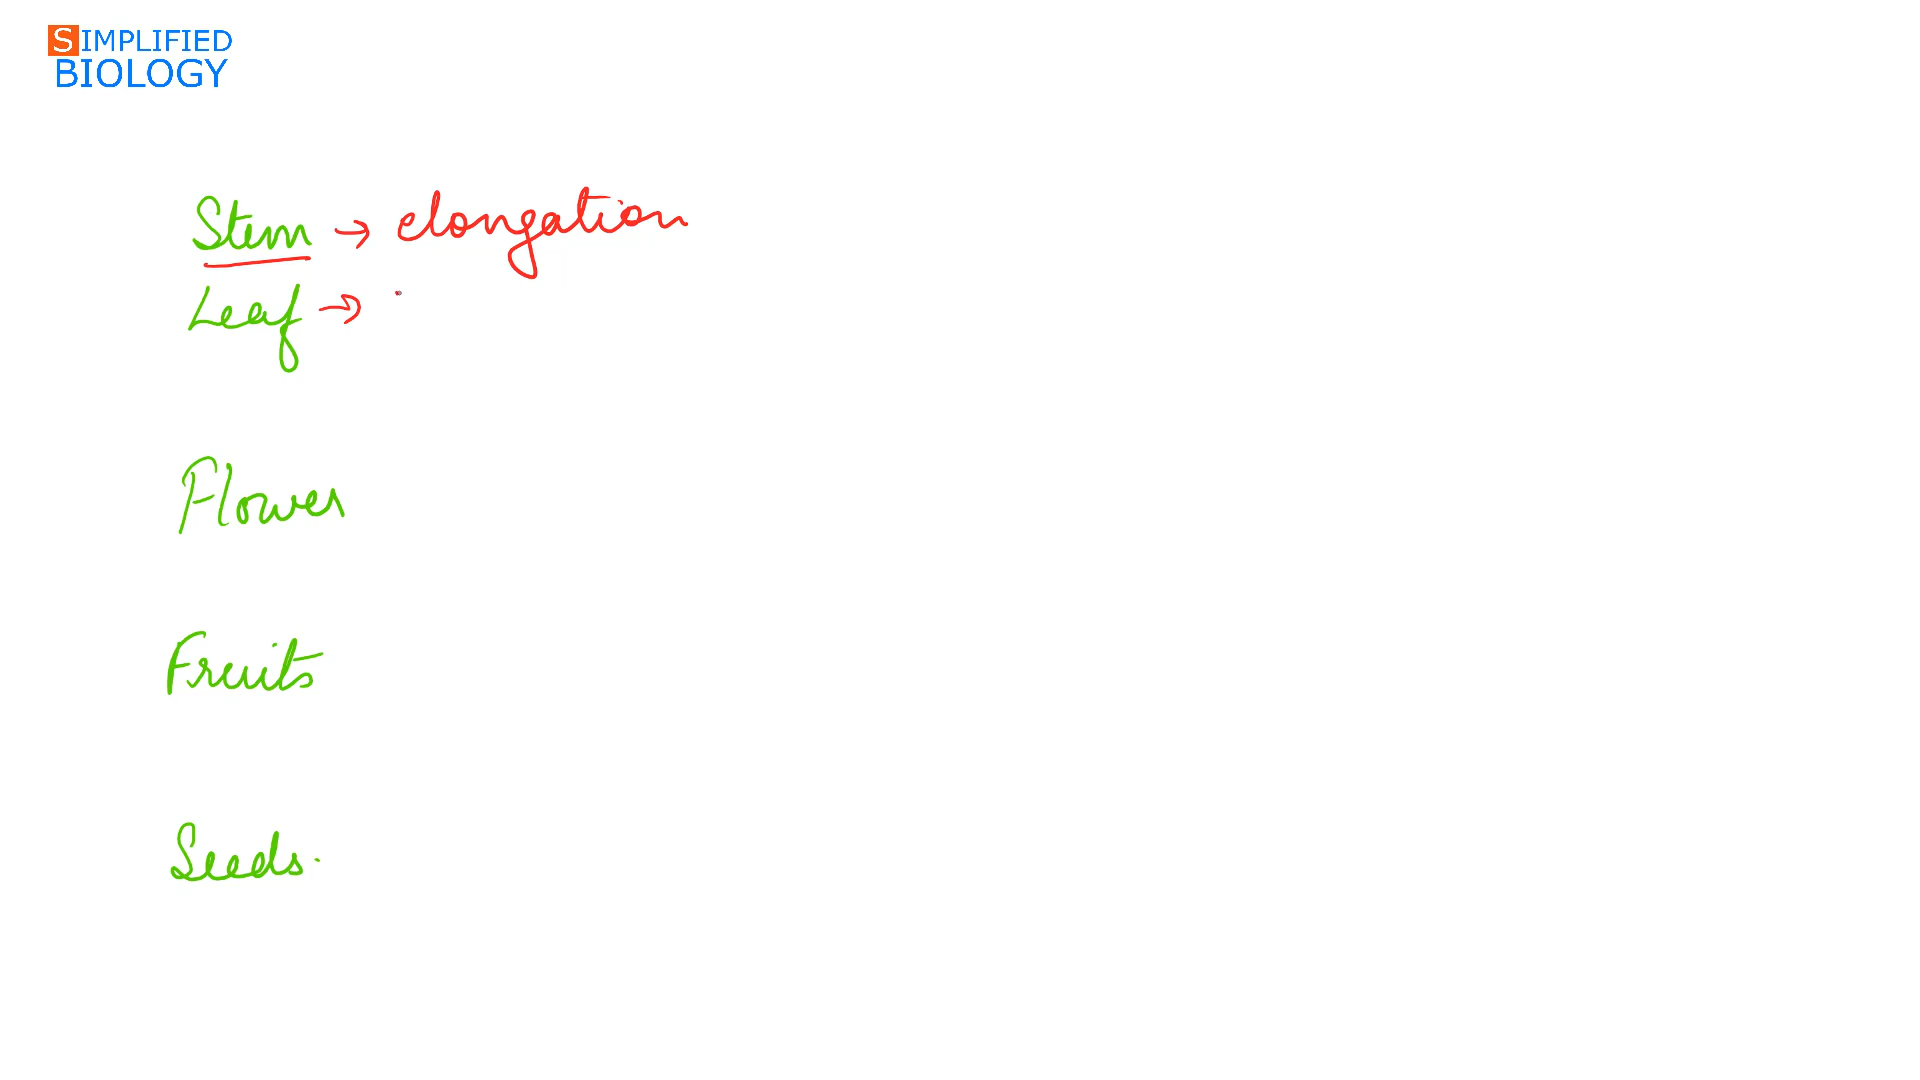 SIMPLIFIED
BIOLOGY
Stem → elongation
Leaf →
Flower
Fruits
Seeds.